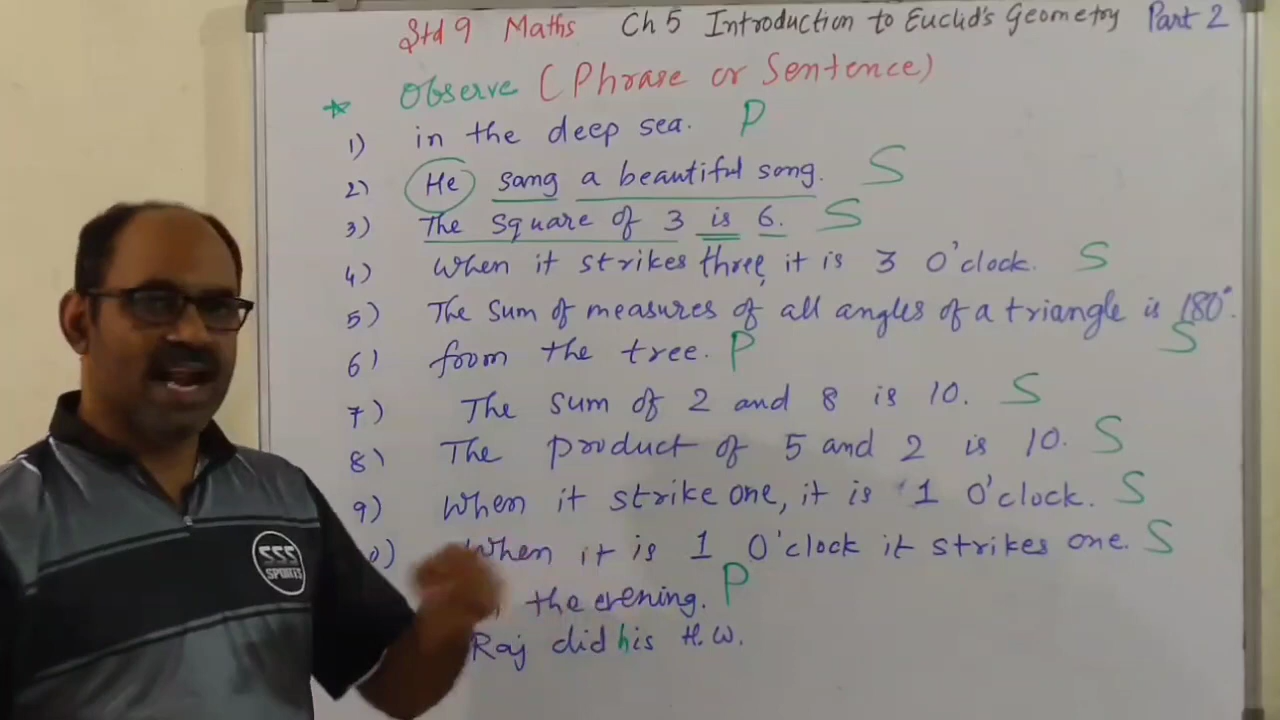 Std 9 Maths Ch 5 Introduction to Euclid's Geometry Part 2
* Observe (Phrase or Sentence)
1) in the deep sea. P
2) He sang a beautiful song. S
3) The square of 3 is 6. S
4) When it strikes three, it is 3 O'clock. S
5) The sum of measures of all angles of a triangle is 180°. S
6) from the tree. P
7) The sum of 2 and 8 is 10. S
8) The product of 5 and 2 is 10. S
9) When it strike one, it is 1 O'clock. S
0) When it is 1 O'clock it strikes one. S
the evening. P
Raj did his H.W.
SSS
SPORTS